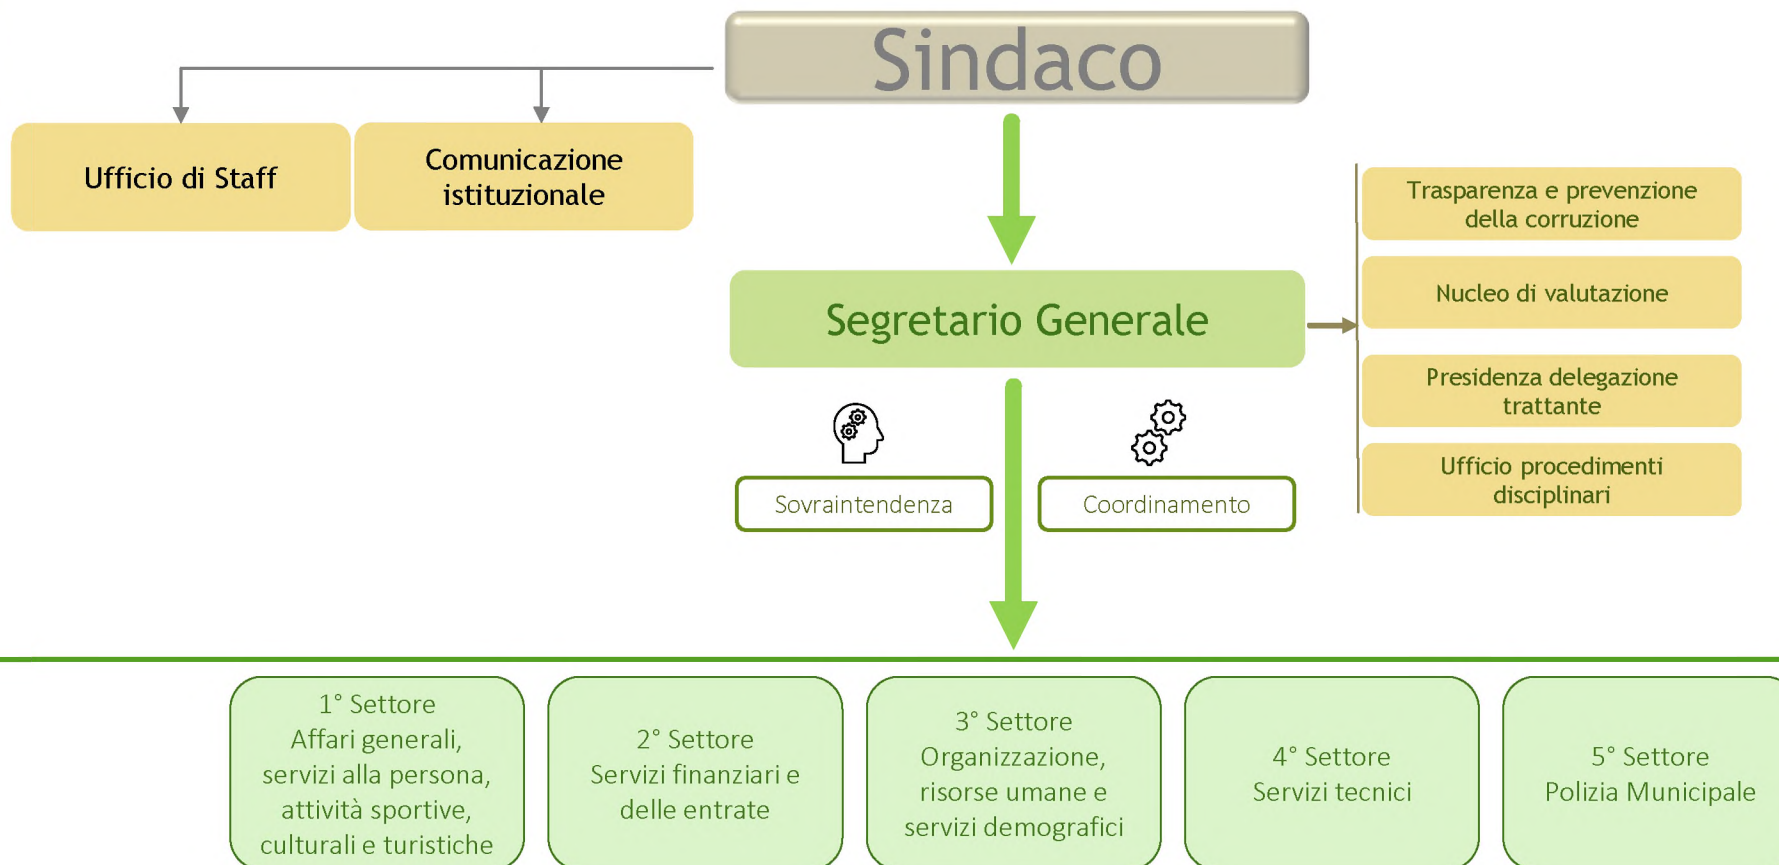 Sindaco
Ufficio di Staff
Comunicazione
istituzionale
Trasparenza e prevenzione
della corruzione
Nucleo di valutazione
Segretario Generale
Presidenza delegazione
trattante
Ufficio procedimenti
disciplinari
Sovraintendenza
Coordinamento
1° Settore
Affari generali,
servizi alla persona,
attività sportive,
culturali e turistiche
2° Settore
Servizi finanziari e
delle entrate
3° Settore
Organizzazione,
risorse umane e
servizi demografici
4° Settore
Servizi tecnici
5° Settore
Polizia Municipale